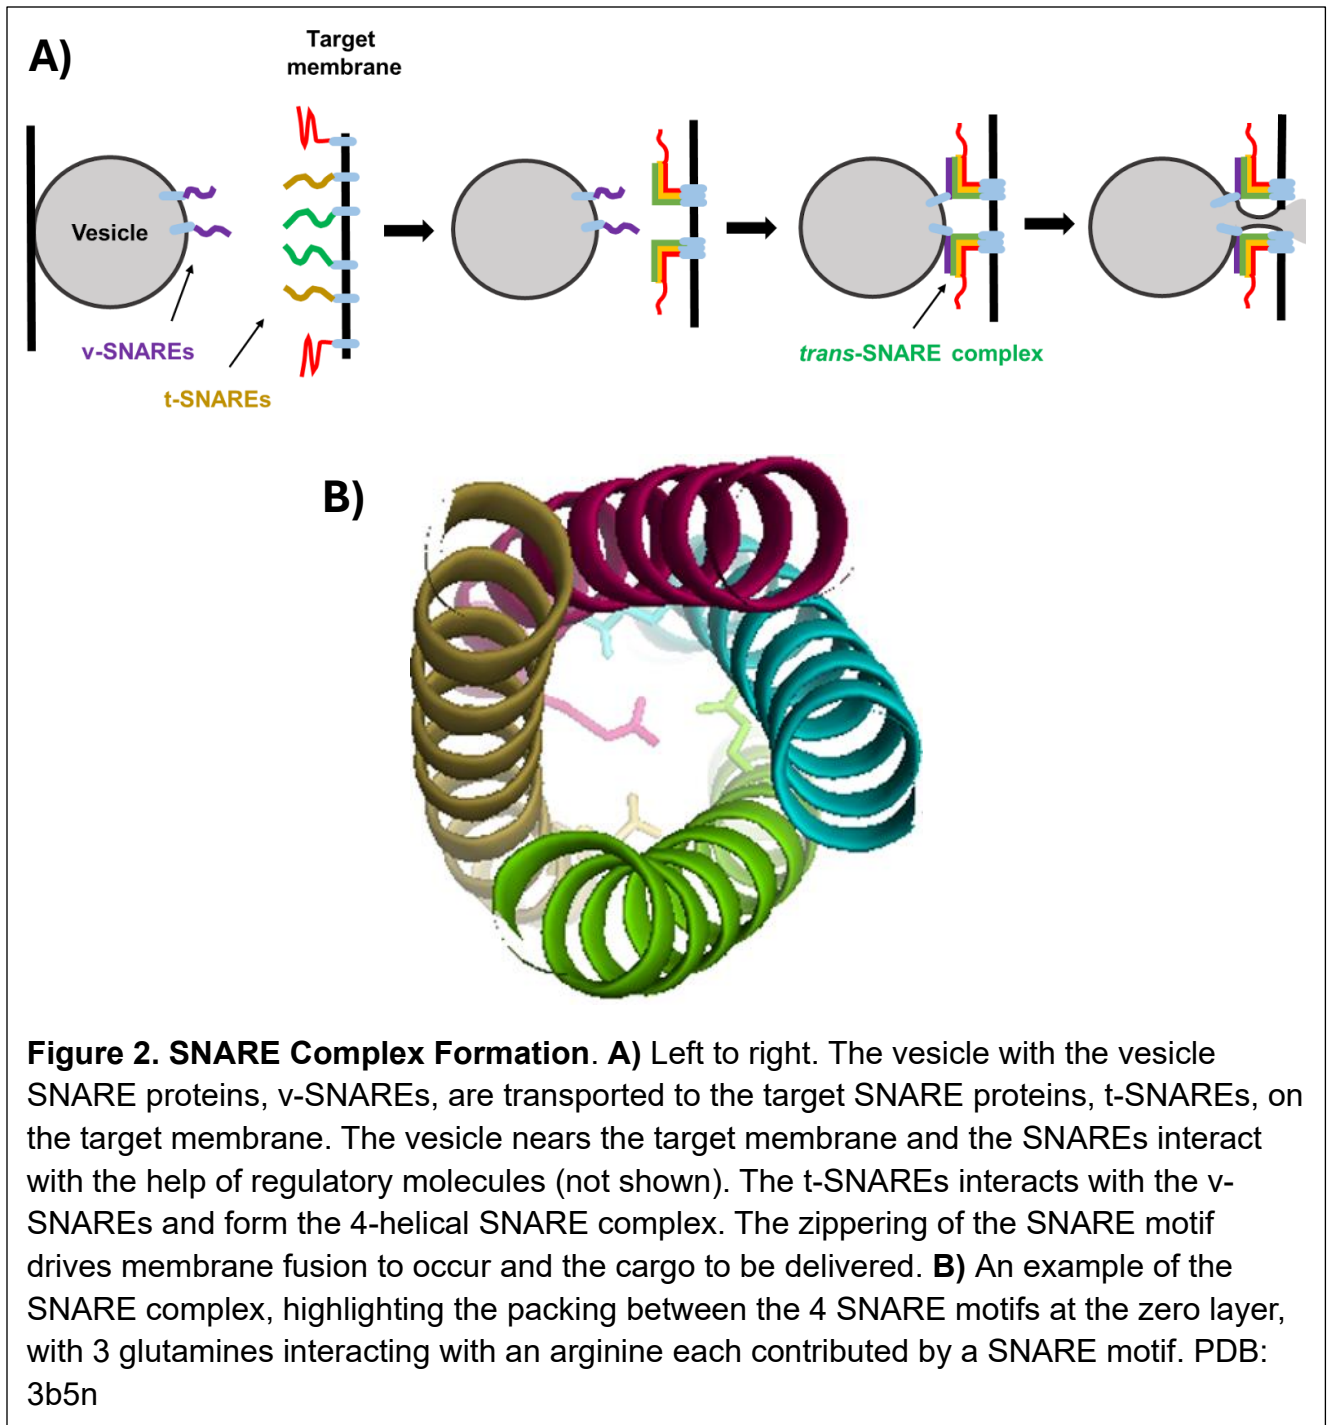 A)
Target
membrane
Vesicle
v-SNAREs
t-SNAREs
trans-SNARE complex
B)
Figure 2. SNARE Complex Formation. A) Left to right. The vesicle with the vesicle
SNARE proteins, v-SNAREs, are transported to the target SNARE proteins, t-SNAREs, on
the target membrane. The vesicle nears the target membrane and the SNAREs interact
with the help of regulatory molecules (not shown). The t-SNAREs interacts with the v-
SNAREs and form the 4-helical SNARE complex. The zippering of the SNARE motif
drives membrane fusion to occur and the cargo to be delivered. B) An example of the
SNARE complex, highlighting the packing between the 4 SNARE motifs at the zero layer,
with 3 glutamines interacting with an arginine each contributed by a SNARE motif. PDB:
3b5n